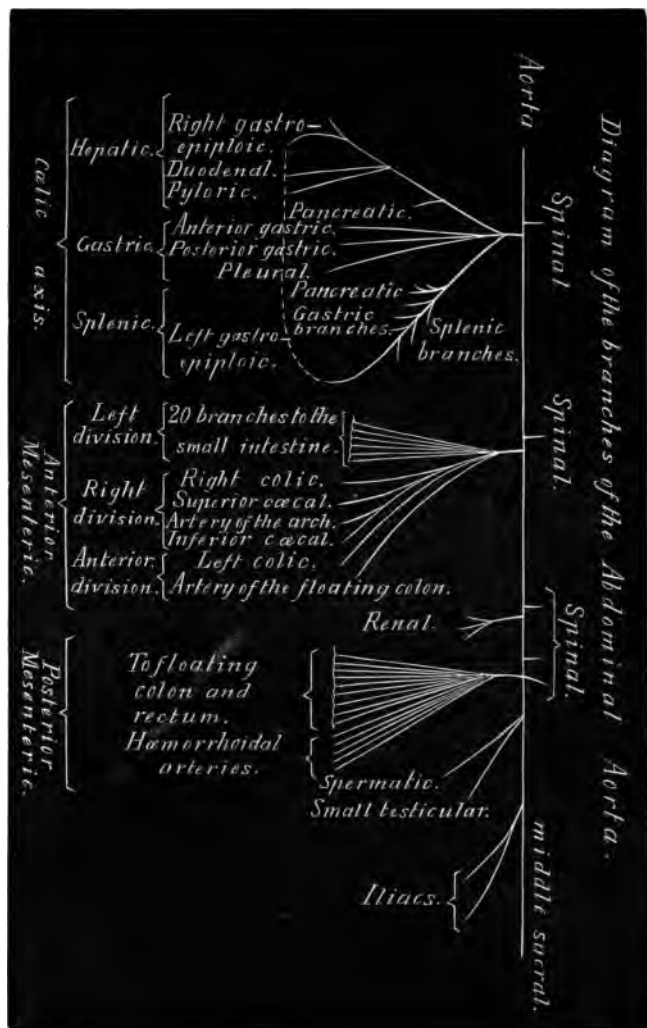 Diagram of the branches of the Abdominal Aorta.
Aorta
Spinal.
Spinal.
Spinal.
middle sacral.
Cœlic axis.
Hepatic.
Right gastro-
epiploic.
Duodenal.
Pyloric.
Pancreatic.
Gastric.
Anterior gastric.
Posterior gastric.
Pleural.
Splenic.
Pancreatic
Gastric
branches.
Splenic
branches.
Left gastro-
epiploic.
Anterior
Mesenteric.
Left
division.
20 branches to the
small intestine.
Right
division.
Right colic.
Superior cœcal.
Artery of the arch.
Inferior cœcal.
Anterior
division.
Left colic.
Artery of the floating colon.
Renal.
Posterior
Mesenteric.
To floating
colon and
rectum.
Hæmorrhoidal
arteries.
Spermatic.
Small testicular.
Iliacs.